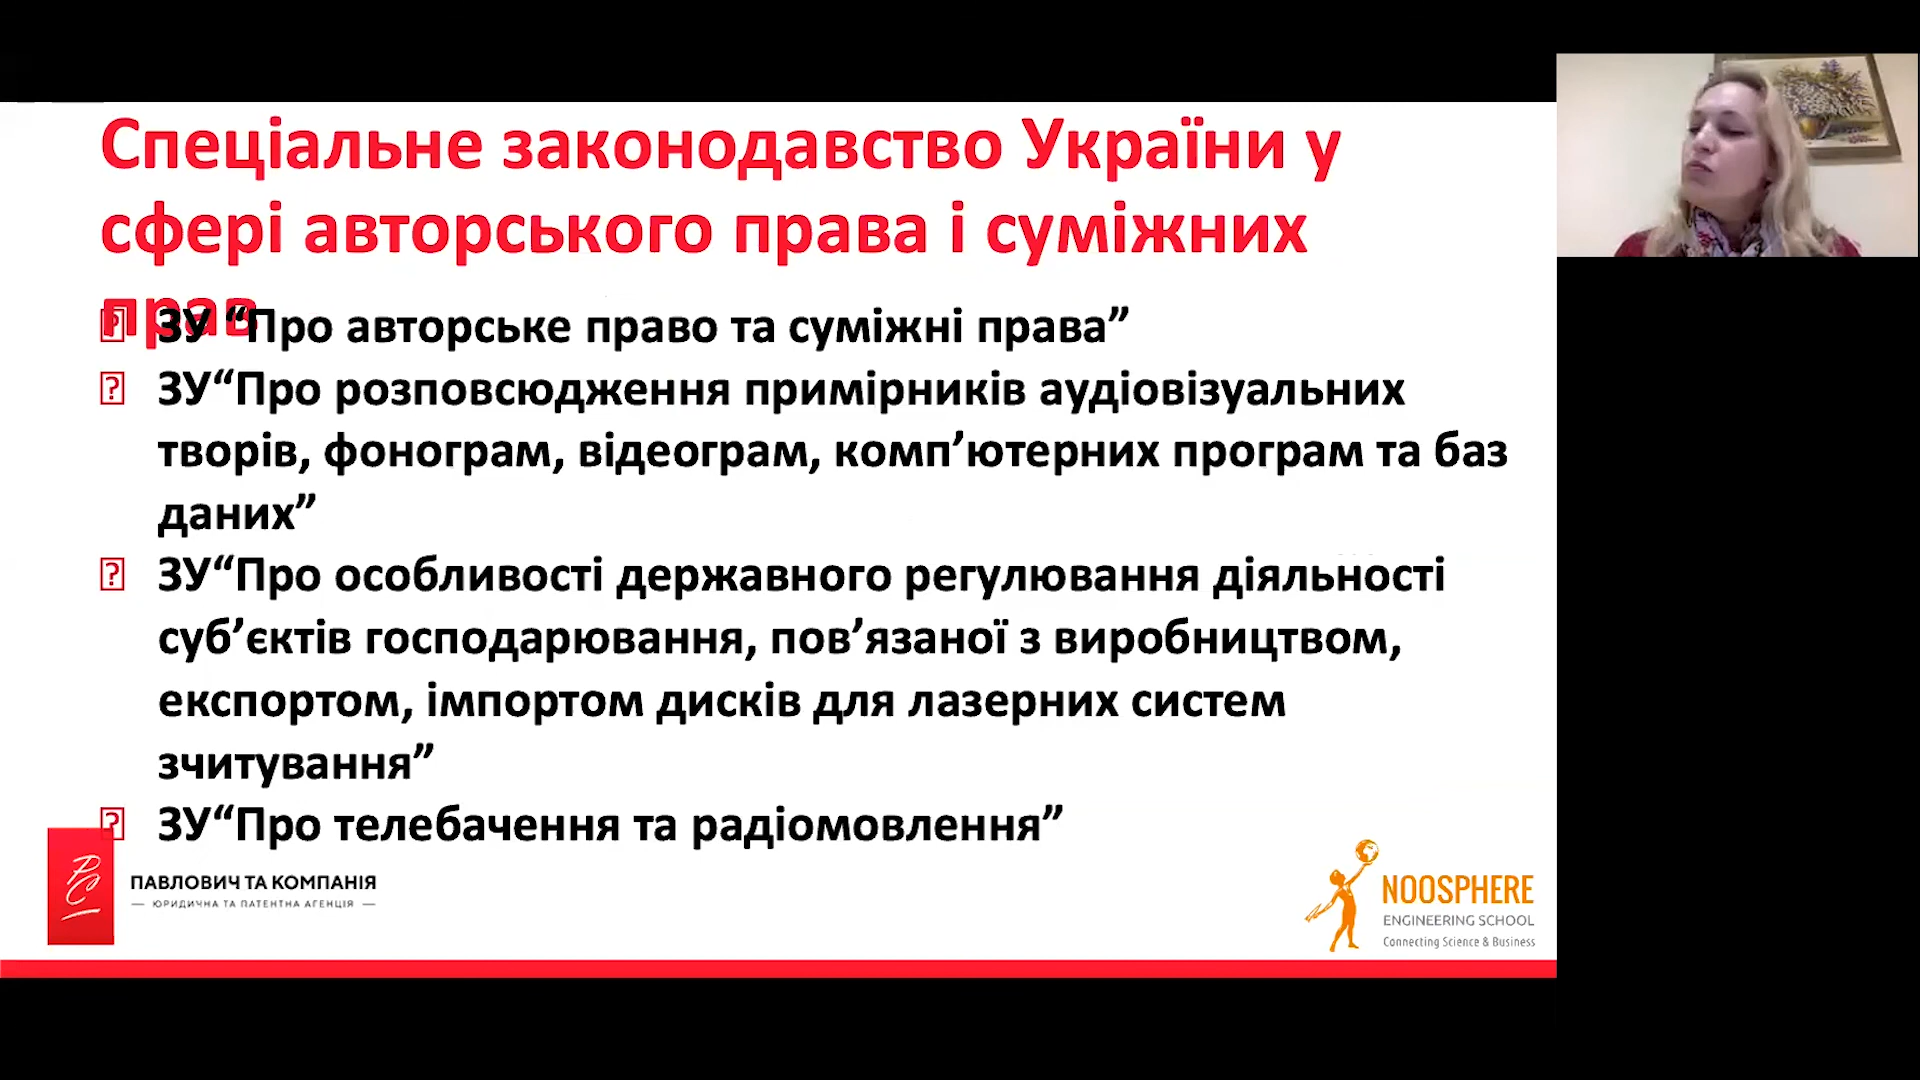 Спеціальне законодавство України у
сфері авторського права і суміжних
прав
ЗУ “Про авторське право та суміжні права”
ЗУ“Про розповсюдження примірників аудіовізуальних
творів, фонограм, відеограм, комп’ютерних програм та баз
даних”
ЗУ“Про особливості державного регулювання діяльності
суб’єктів господарювання, пов’язаної з виробництвом,
експортом, імпортом дисків для лазерних систем
зчитування”
ЗУ“Про телебачення та радіомовлення”
ПАВЛОВИЧ ТА КОМПАНІЯ
— ЮРИДИЧНА ТА ПАТЕНТНА АГЕНЦІЯ —
NOOSPHERE
ENGINEERING SCHOOL
Connecting Science & Business